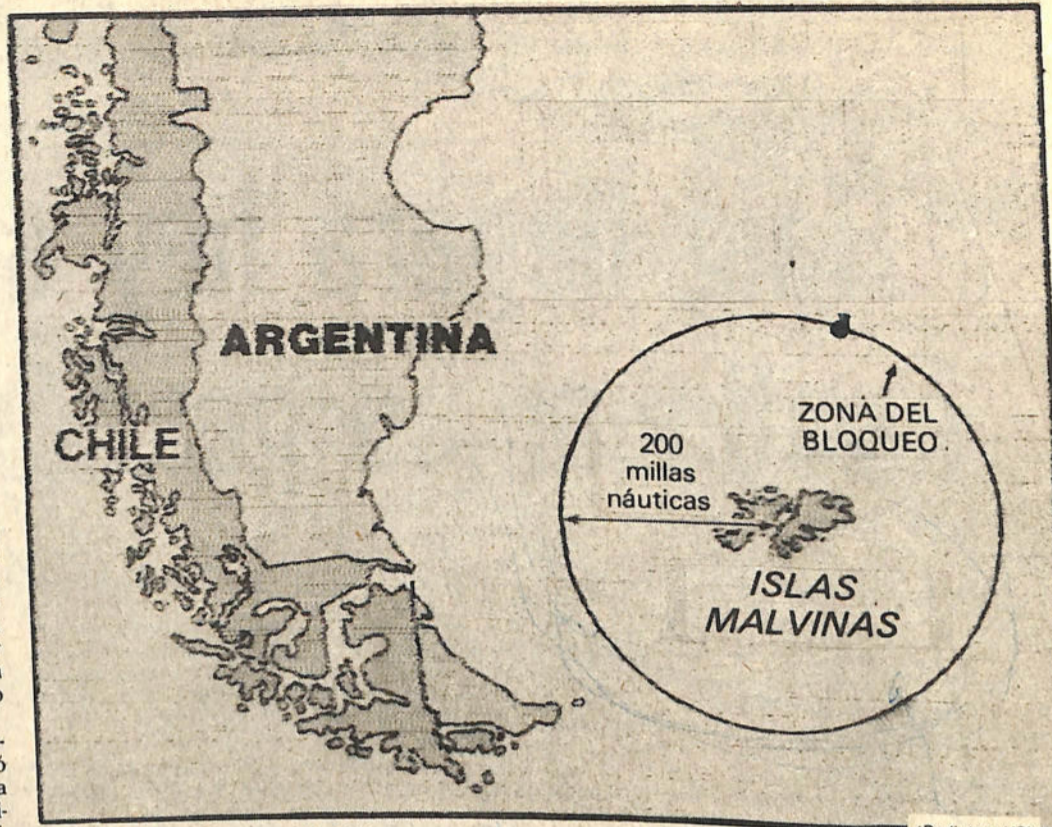 ARGENTINA
CHILE
ZONA DEL
BLOQUEO
200
millas
náuticas
ISLAS
MALVINAS